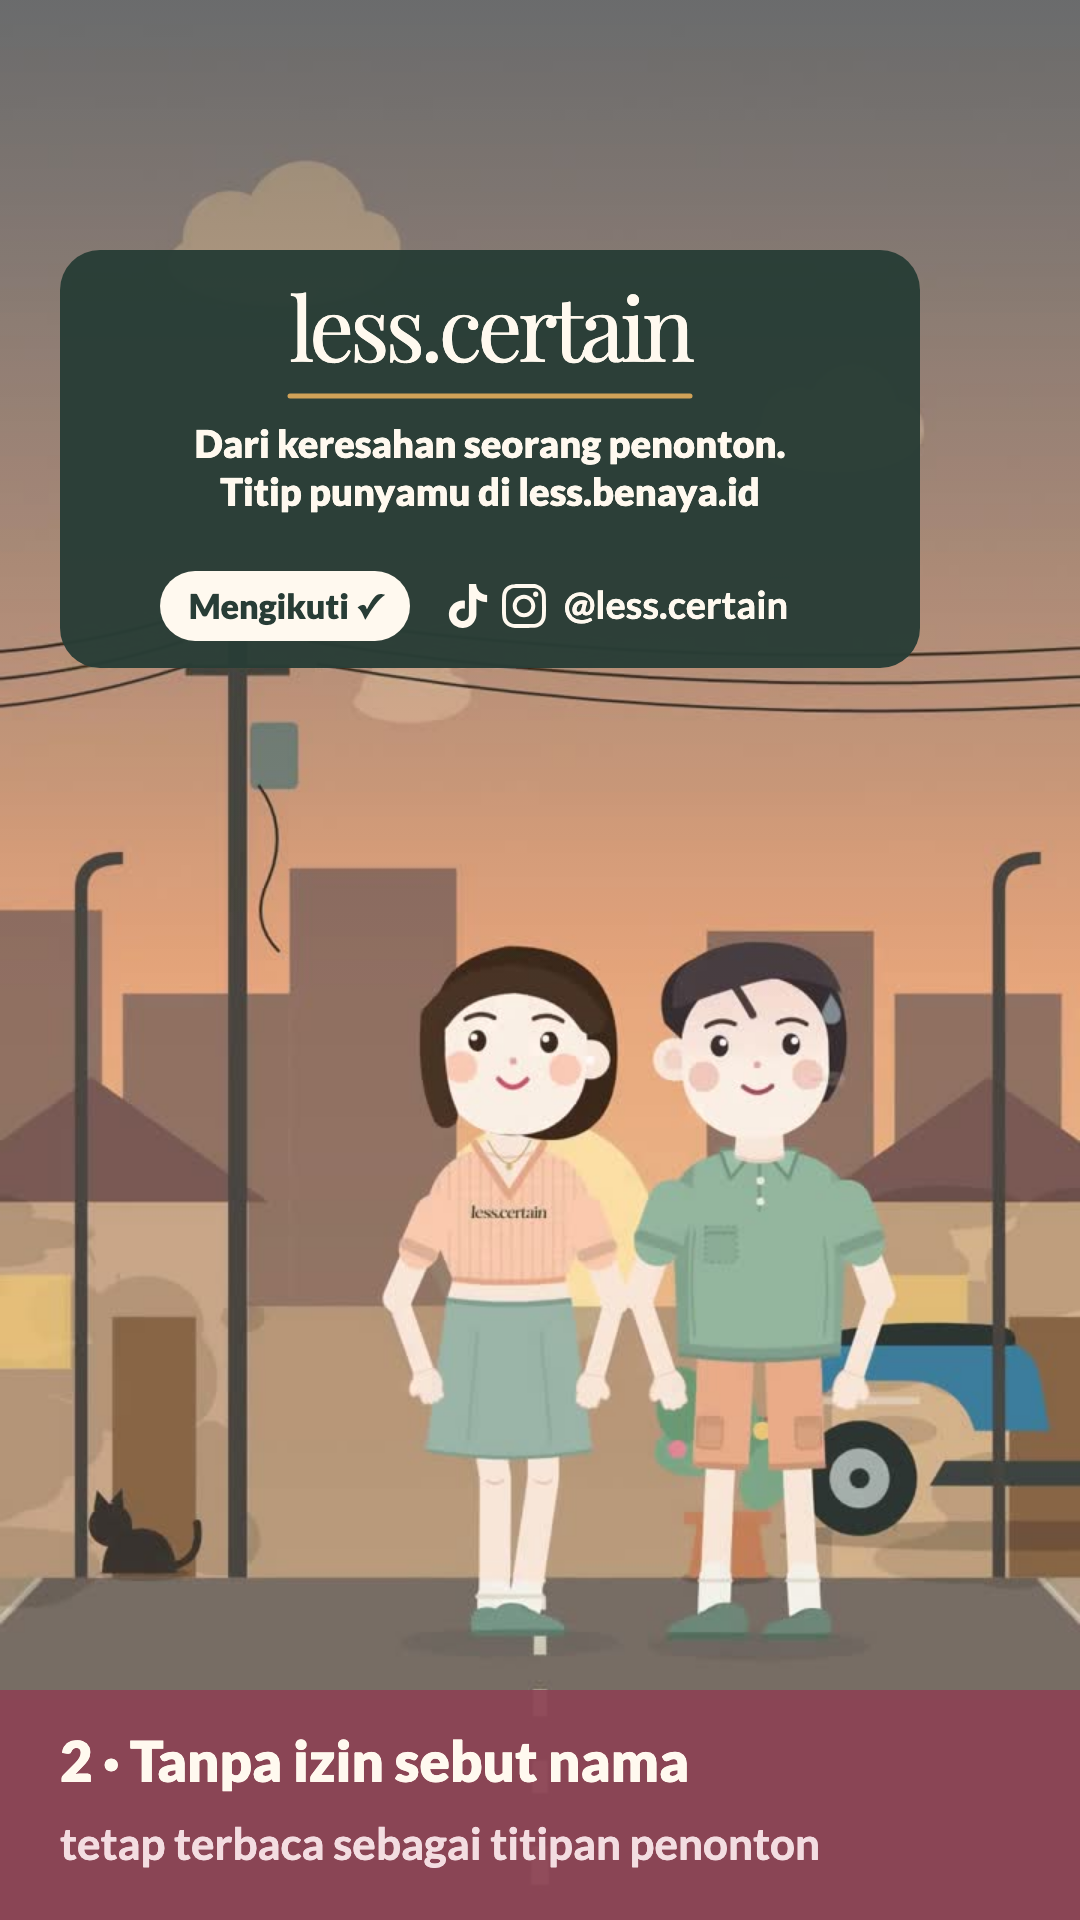 less.certain
Dari keresahan seorang penonton.
Titip punyamu di less.benaya.id
Mengikuti ✓ @less.certain
less.certain
2 · Tanpa izin sebut nama
tetap terbaca sebagai titipan penonton